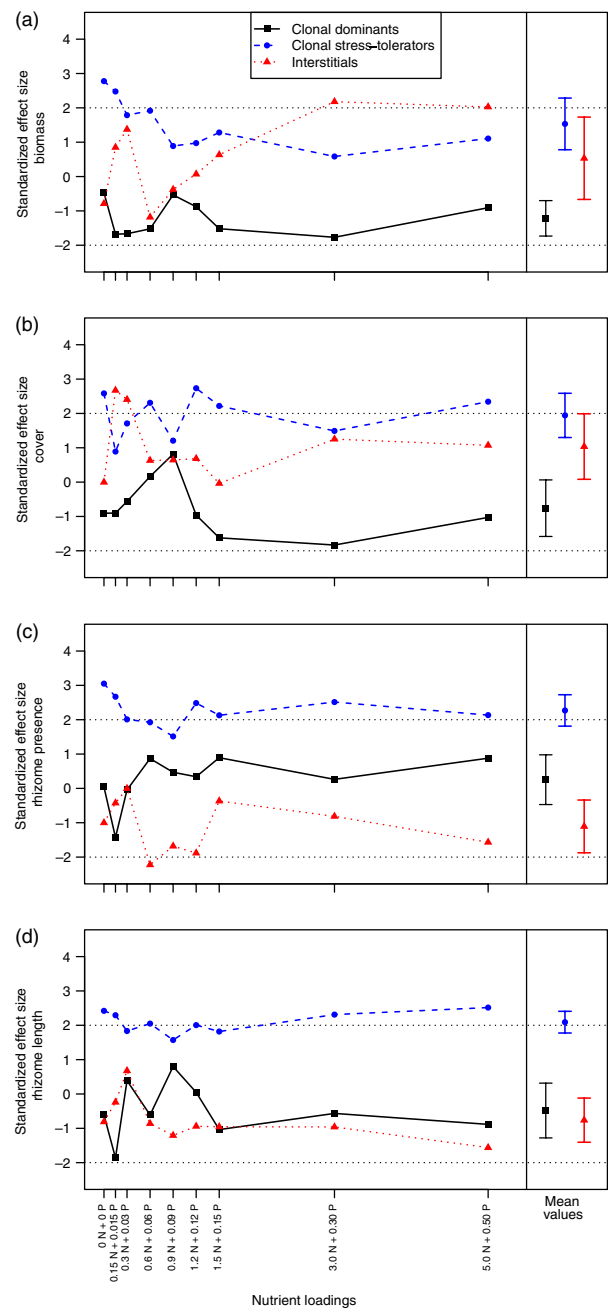 (a)
Clonal dominants
Clonal stress–tolerators
Interstitials
Standardized effect size
biomass
4
3
2
1
0
−1
−2
(b)
Standardized effect size
cover
4
3
2
1
0
−1
−2
(c)
Standardized effect size
rhizome presence
4
3
2
1
0
−1
−2
(d)
Standardized effect size
rhizome length
4
3
2
1
0
−1
−2
0 N + 0 P
0.15 N + 0.015 P
0.3 N + 0.03 P
0.6 N + 0.06 P
0.9 N + 0.09 P
1.2 N + 0.12 P
1.5 N + 0.15 P
3.0 N + 0.30 P
5.0 N + 0.50 P
Mean
values
Nutrient loadings